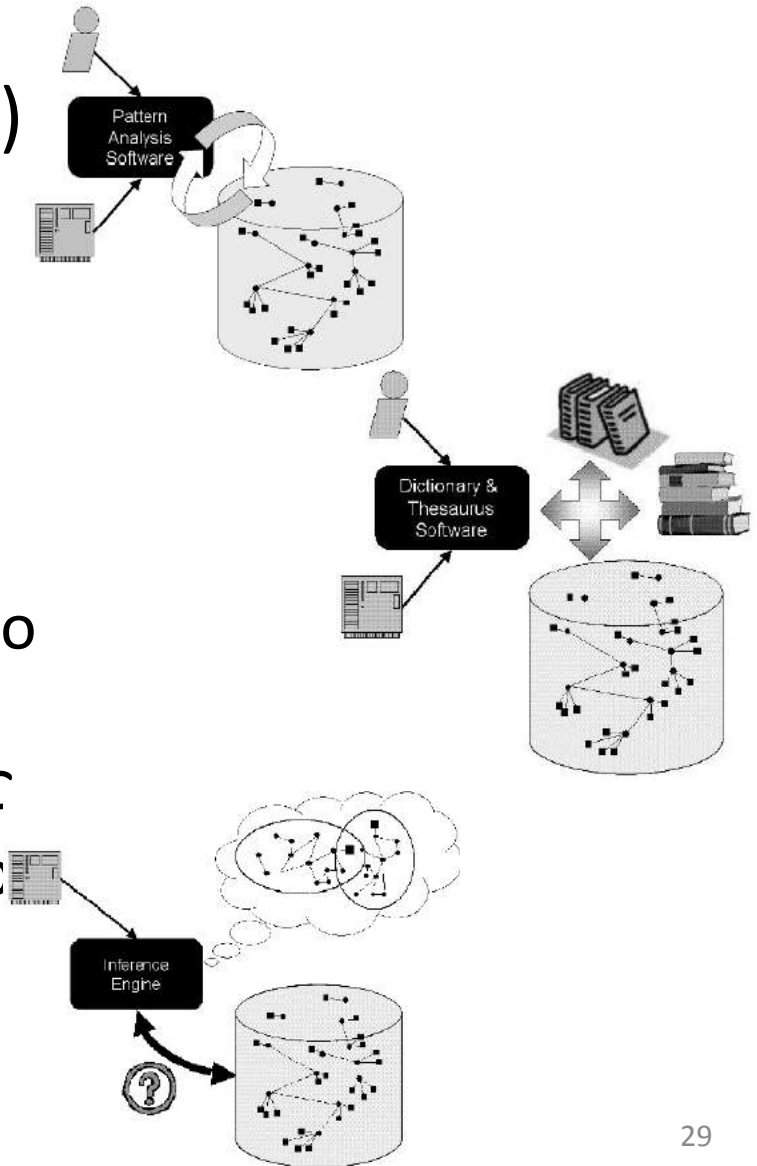 )
Pattern
Analysis
Software
Dictionary &
Thesaurus
Software
o
Inference
Engine
?
29